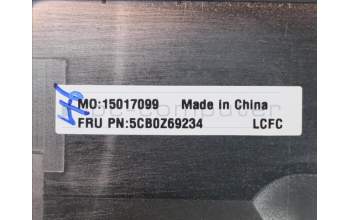 MO:15017099 Made in China
FRU PN:5CB0Z69234 LCFC